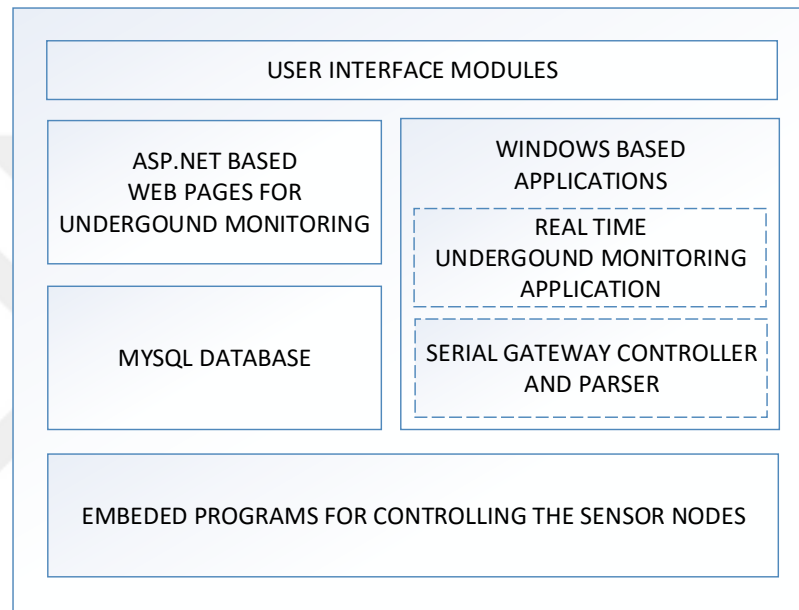 USER INTERFACE MODULES
ASP.NET BASED
WEB PAGES FOR
UNDERGOUND MONITORING
WINDOWS BASED
APPLICATIONS
REAL TIME
UNDERGOUND MONITORING
APPLICATION
MYSQL DATABASE
SERIAL GATEWAY CONTROLLER
AND PARSER
EMBEDED PROGRAMS FOR CONTROLLING THE SENSOR NODES